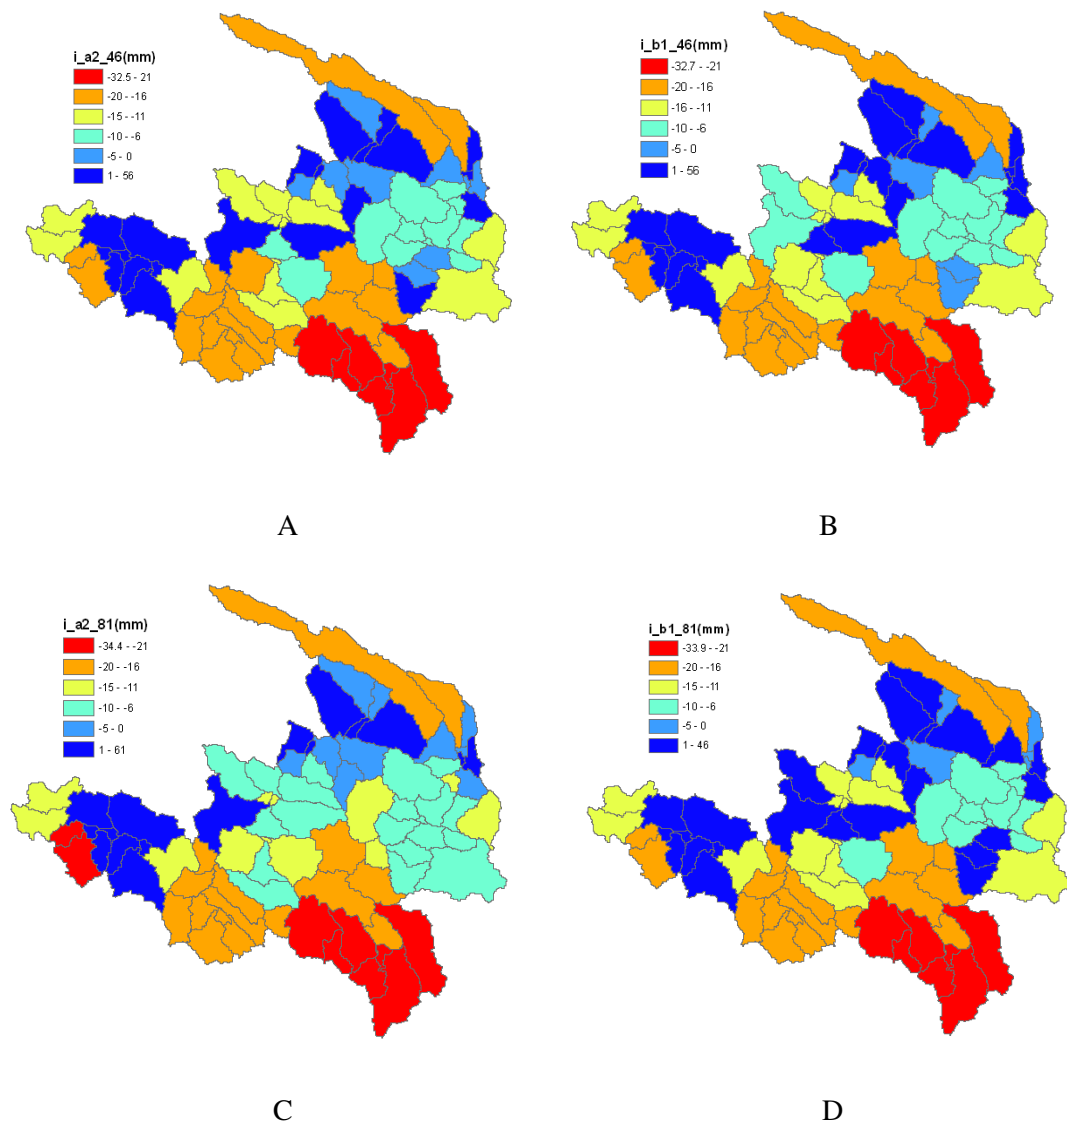 i_a2_46(mm)
-32.5 - 21
-20 - -16
-15 - -11
-10 - -6
-5 - 0
1 - 56
A
i_b1_46(mm)
-32.7 - -21
-20 - -16
-16 - -11
-10 - -6
-5 - 0
1 - 56
B
i_a2_81(mm)
-34.4 - -21
-20 - -16
-15 - -11
-10 - -6
-5 - 0
1 - 61
C
i_b1_81(mm)
-33.9 - -21
-20 - -16
-15 - -11
-10 - -6
-5 - 0
1 - 46
D